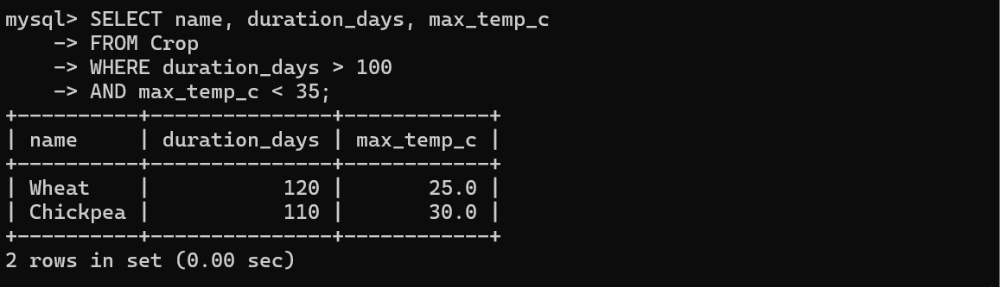 mysql> SELECT name, duration_days, max_temp_c
    -> FROM Crop
    -> WHERE duration_days > 100
    -> AND max_temp_c < 35;
+----------+---------------+------------+
| name     | duration_days | max_temp_c |
+----------+---------------+------------+
| Wheat    |           120 |       25.0 |
| Chickpea |           110 |       30.0 |
+----------+---------------+------------+
2 rows in set (0.00 sec)